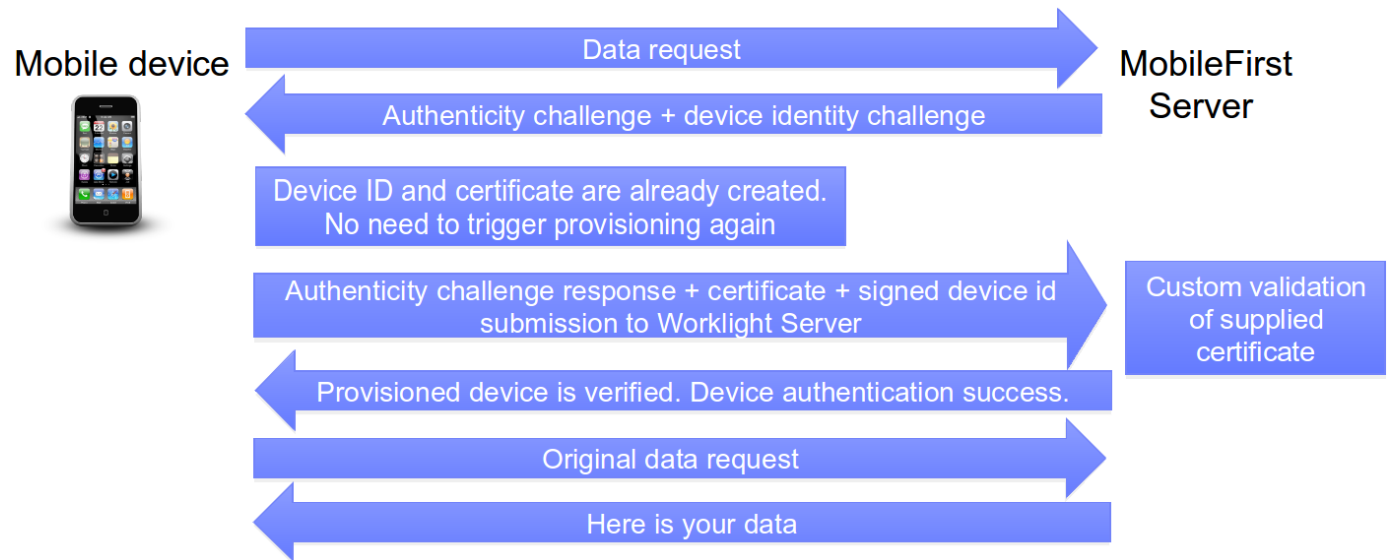 Data request
Mobile device
MobileFirst
Server
Authenticity challenge + device identity challenge
Device ID and certificate are already created.
No need to trigger provisioning again
Authenticity challenge response + certificate + signed device id
submission to Worklight Server
Custom validation
of supplied
certificate
Provisioned device is verified. Device authentication success.
Original data request
Here is your data